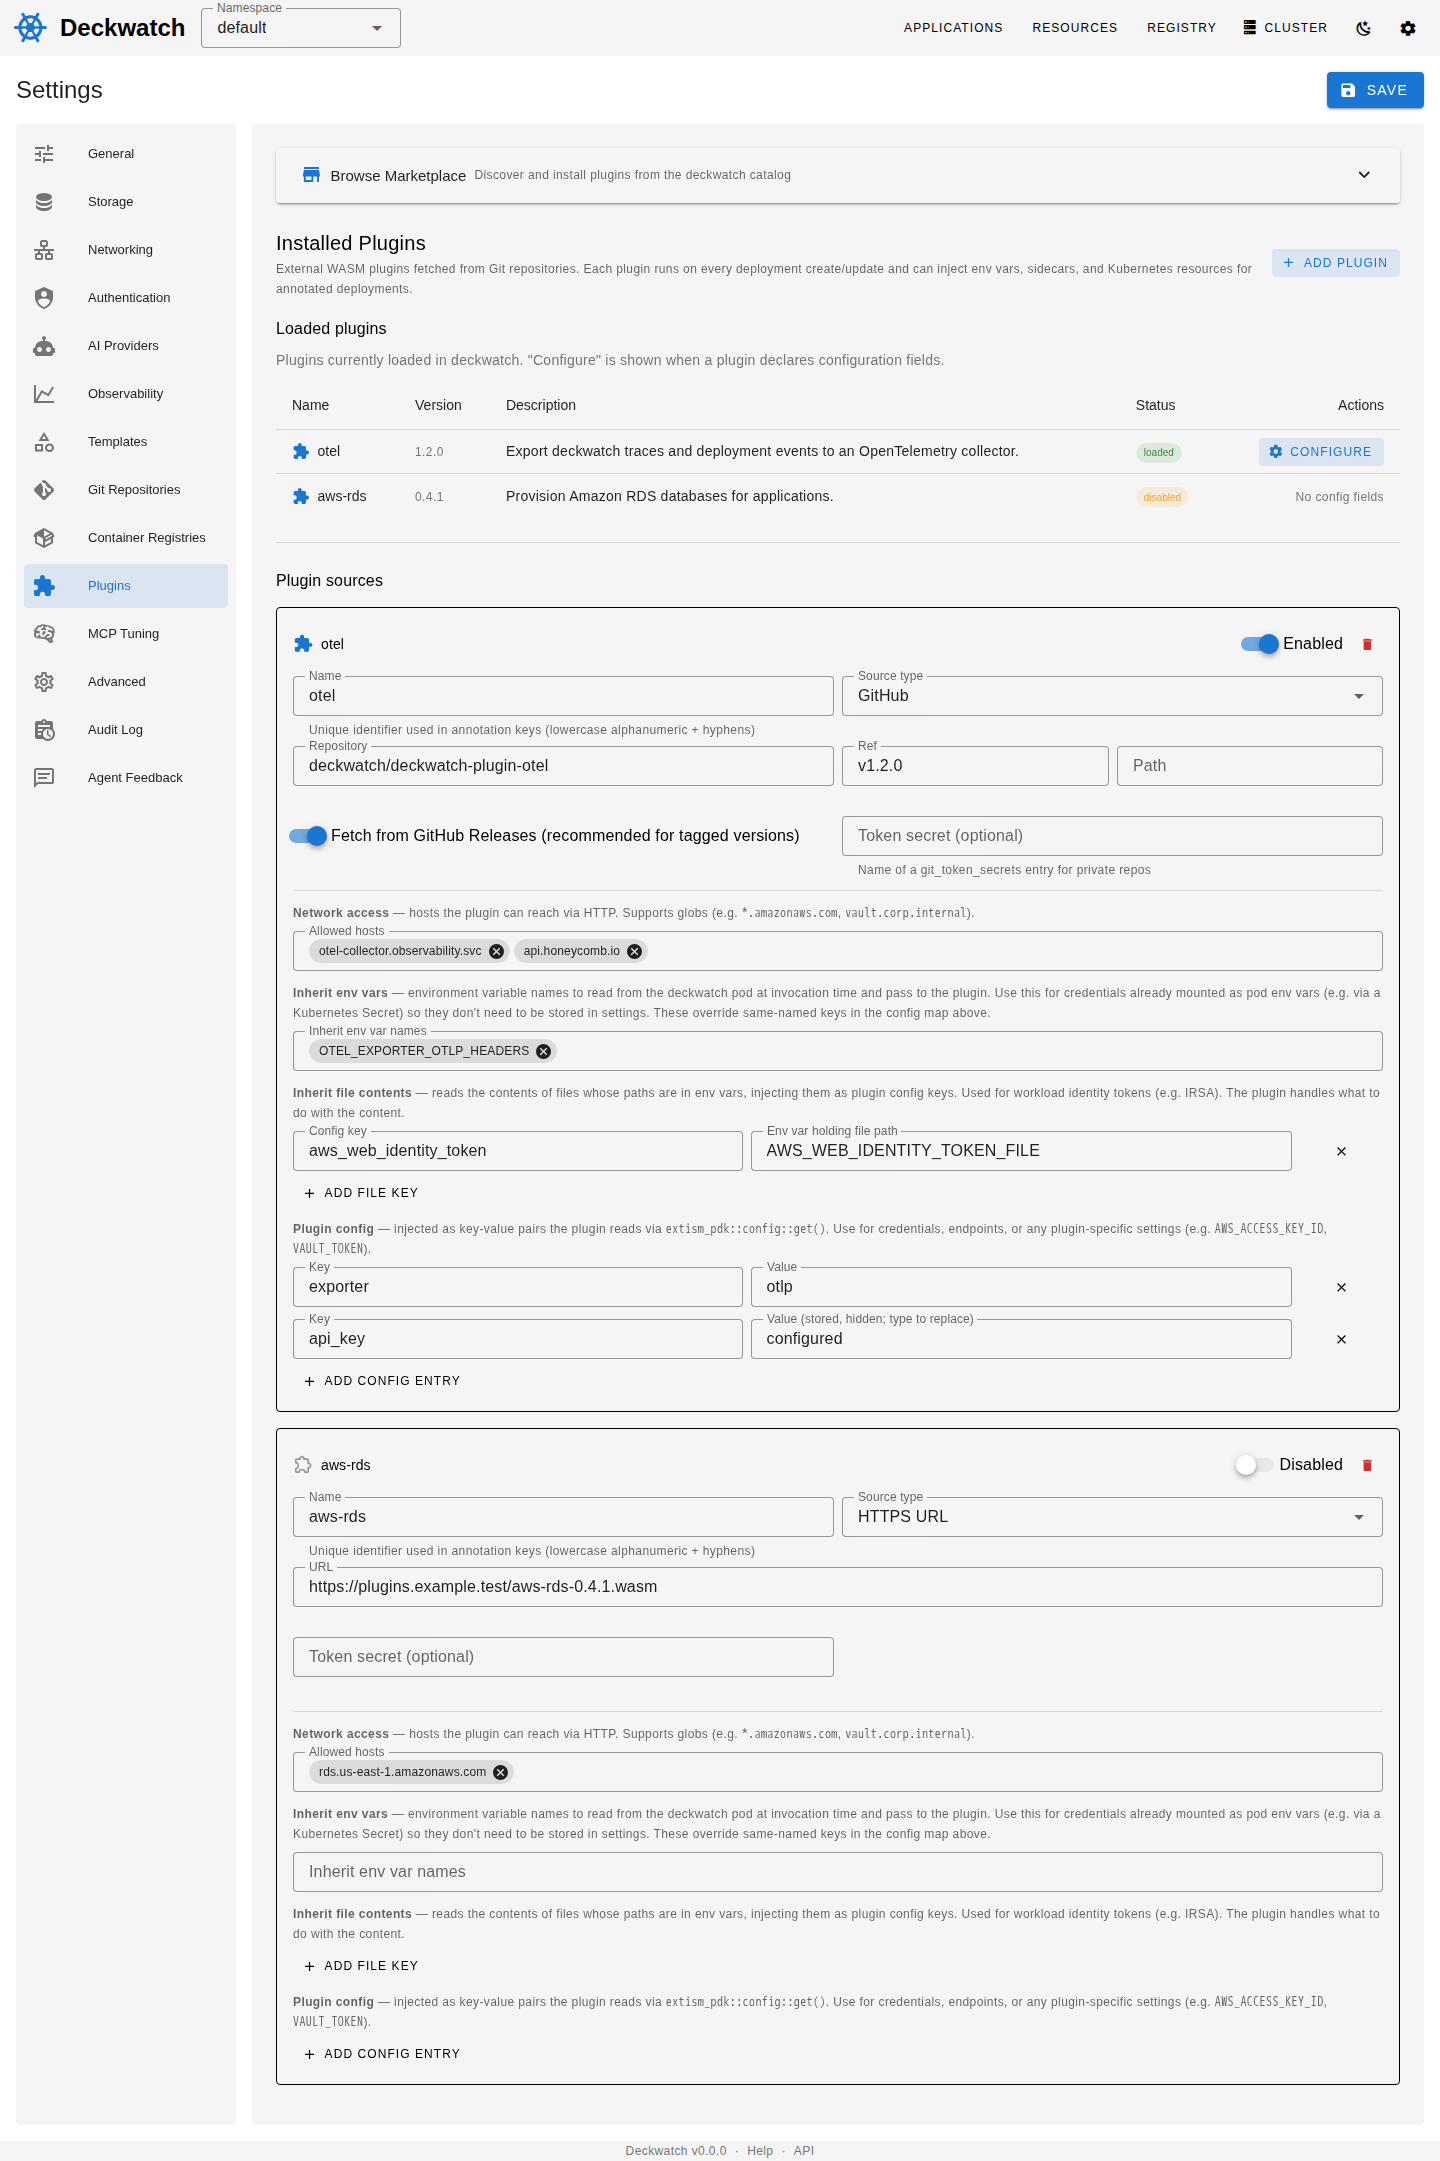 Deckwatch
Namespace
default
APPLICATIONS
RESOURCES
REGISTRY
CLUSTER
Settings
SAVE
General
Storage
Networking
Authentication
AI Providers
Observability
Templates
Git Repositories
Container Registries
Plugins
MCP Tuning
Advanced
Audit Log
Agent Feedback
Browse Marketplace Discover and install plugins from the deckwatch catalog
Installed Plugins
External WASM plugins fetched from Git repositories. Each plugin runs on every deployment create/update and can inject env vars, sidecars, and Kubernetes resources for
annotated deployments.
ADD PLUGIN
Loaded plugins
Plugins currently loaded in deckwatch. "Configure" is shown when a plugin declares configuration fields.
Name Version Description Status Actions
otel 1.2.0 Export deckwatch traces and deployment events to an OpenTelemetry collector. loaded CONFIGURE
aws-rds 0.4.1 Provision Amazon RDS databases for applications. disabled No config fields
Plugin sources
otel
Enabled
Name
otel
Unique identifier used in annotation keys (lowercase alphanumeric + hyphens)
Source type
GitHub
Repository
deckwatch/deckwatch-plugin-otel
Ref
v1.2.0
Path
Fetch from GitHub Releases (recommended for tagged versions)
Token secret (optional)
Name of a git_token_secrets entry for private repos
Network access — hosts the plugin can reach via HTTP. Supports globs (e.g. *.amazonaws.com, vault.corp.internal).
Allowed hosts
otel-collector.observability.svc api.honeycomb.io
Inherit env vars — environment variable names to read from the deckwatch pod at invocation time and pass to the plugin. Use this for credentials already mounted as pod env vars (e.g. via a
Kubernetes Secret) so they don't need to be stored in settings. These override same-named keys in the config map above.
Inherit env var names
OTEL_EXPORTER_OTLP_HEADERS
Inherit file contents — reads the contents of files whose paths are in env vars, injecting them as plugin config keys. Used for workload identity tokens (e.g. IRSA). The plugin handles what to
do with the content.
Config key
aws_web_identity_token
Env var holding file path
AWS_WEB_IDENTITY_TOKEN_FILE
ADD FILE KEY
Plugin config — injected as key-value pairs the plugin reads via extism_pdk::config::get(). Use for credentials, endpoints, or any plugin-specific settings (e.g. AWS_ACCESS_KEY_ID,
VAULT_TOKEN).
Key
exporter
Value
otlp
Key
api_key
Value (stored, hidden; type to replace)
configured
ADD CONFIG ENTRY
aws-rds
Disabled
Name
aws-rds
Unique identifier used in annotation keys (lowercase alphanumeric + hyphens)
Source type
HTTPS URL
URL
https://plugins.example.test/aws-rds-0.4.1.wasm
Token secret (optional)
Network access — hosts the plugin can reach via HTTP. Supports globs (e.g. *.amazonaws.com, vault.corp.internal).
Allowed hosts
rds.us-east-1.amazonaws.com
Inherit env vars — environment variable names to read from the deckwatch pod at invocation time and pass to the plugin. Use this for credentials already mounted as pod env vars (e.g. via a
Kubernetes Secret) so they don't need to be stored in settings. These override same-named keys in the config map above.
Inherit env var names
Inherit file contents — reads the contents of files whose paths are in env vars, injecting them as plugin config keys. Used for workload identity tokens (e.g. IRSA). The plugin handles what to
do with the content.
ADD FILE KEY
Plugin config — injected as key-value pairs the plugin reads via extism_pdk::config::get(). Use for credentials, endpoints, or any plugin-specific settings (e.g. AWS_ACCESS_KEY_ID,
VAULT_TOKEN).
ADD CONFIG ENTRY
Deckwatch v0.0.0 · Help · API